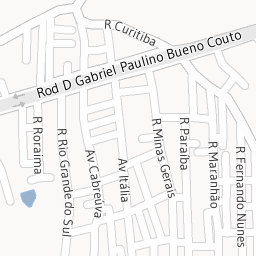 R Curitiba
Rod D Gabriel Paulino Bueno Couto
R Roraima
R Rio Grande do Sul
Av Cabreúva
Av Itália
R Minas Gerais
R Paraíba
R Maranhão
R Fernando Nunes